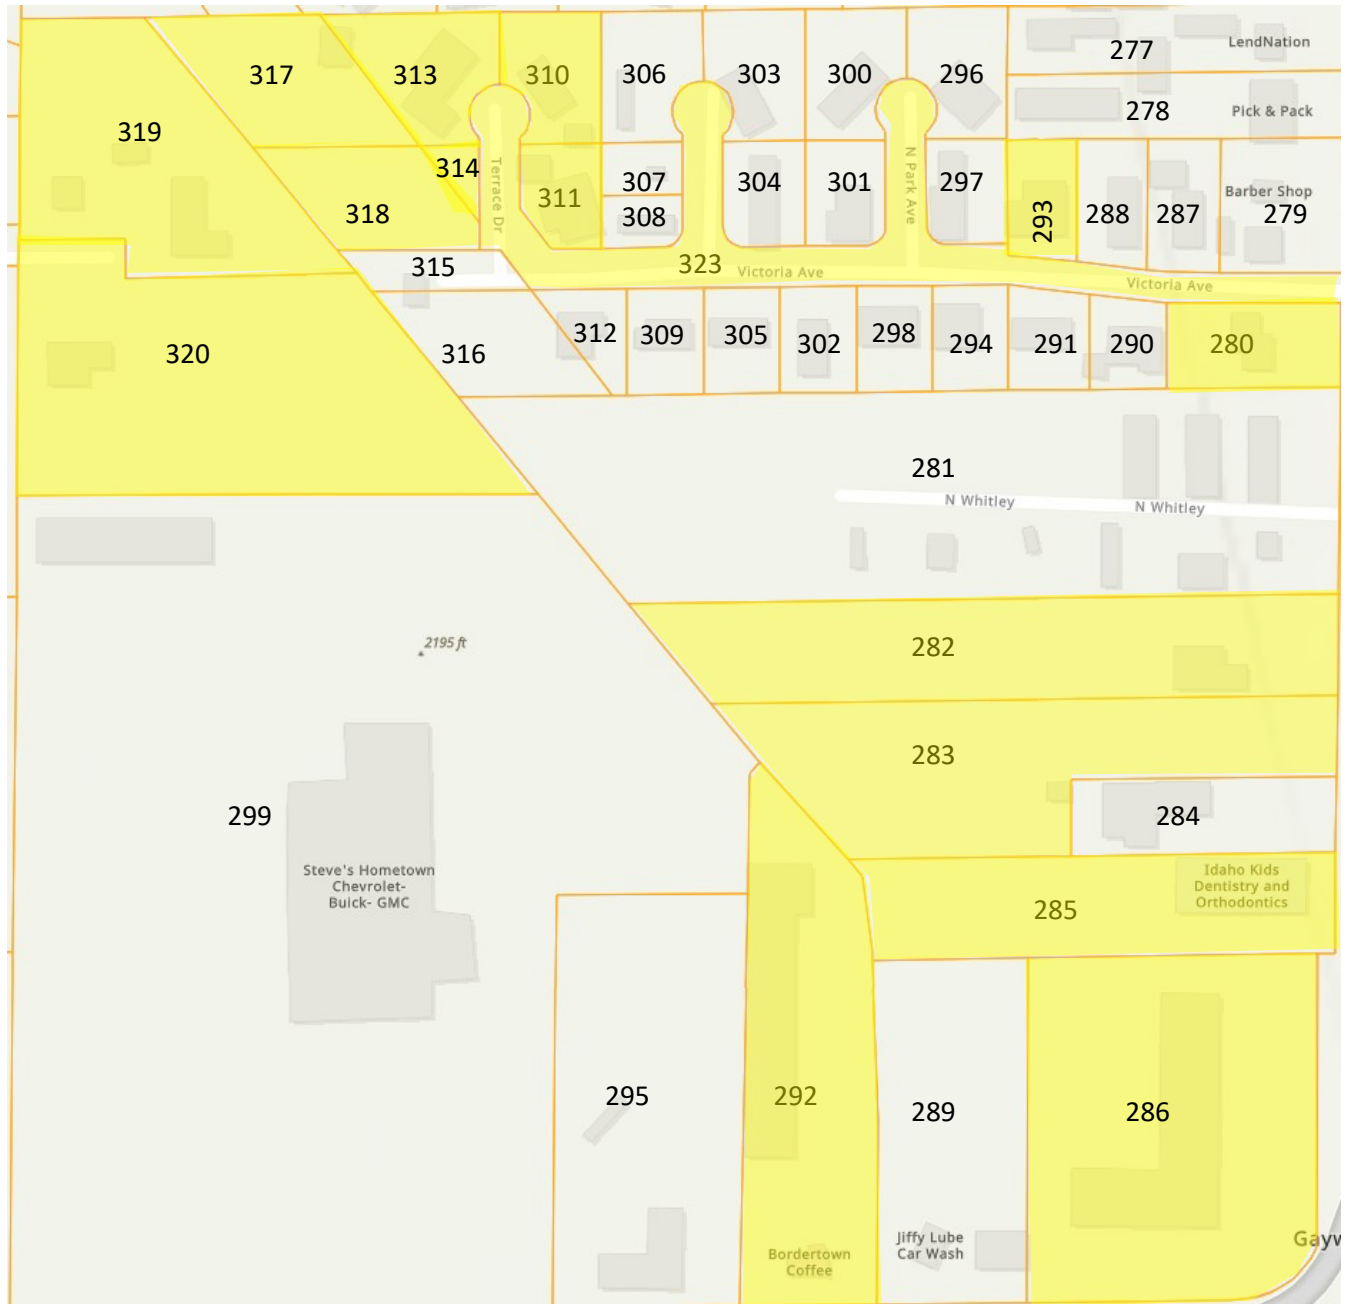 277
LendNation
317
313
310
306
303
300
296
278
Pick & Pack
319
314
307
304
301
N Park Ave
297
Terrace Dr
318
311
308
293
288
287
Barber Shop
279
315
323
Victoria Ave
Victoria Ave
320
316
312
309
305
302
298
294
291
290
280
281
N Whitley
N Whitley
2195 ft
282
283
299
284
Steve's Hometown
Chevrolet-
Buick- GMC
Idaho Kids
Dentistry and
Orthodontics
285
295
292
289
286
Jiffy Lube
Car Wash
Bordertown
Coffee
Gayw